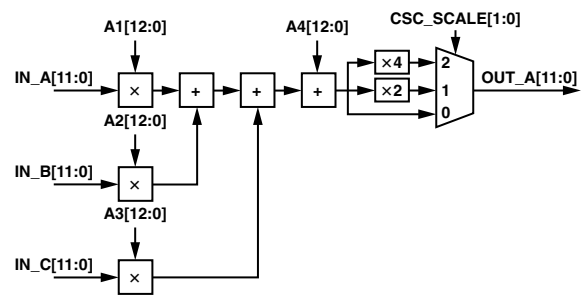 A1[12:0]
A4[12:0]
CSC_SCALE[1:0]
IN_A[11:0]
×
+
+
+
×4
×2
2
1
0
OUT_A[11:0]
A2[12:0]
IN_B[11:0]
×
A3[12:0]
IN_C[11:0]
×